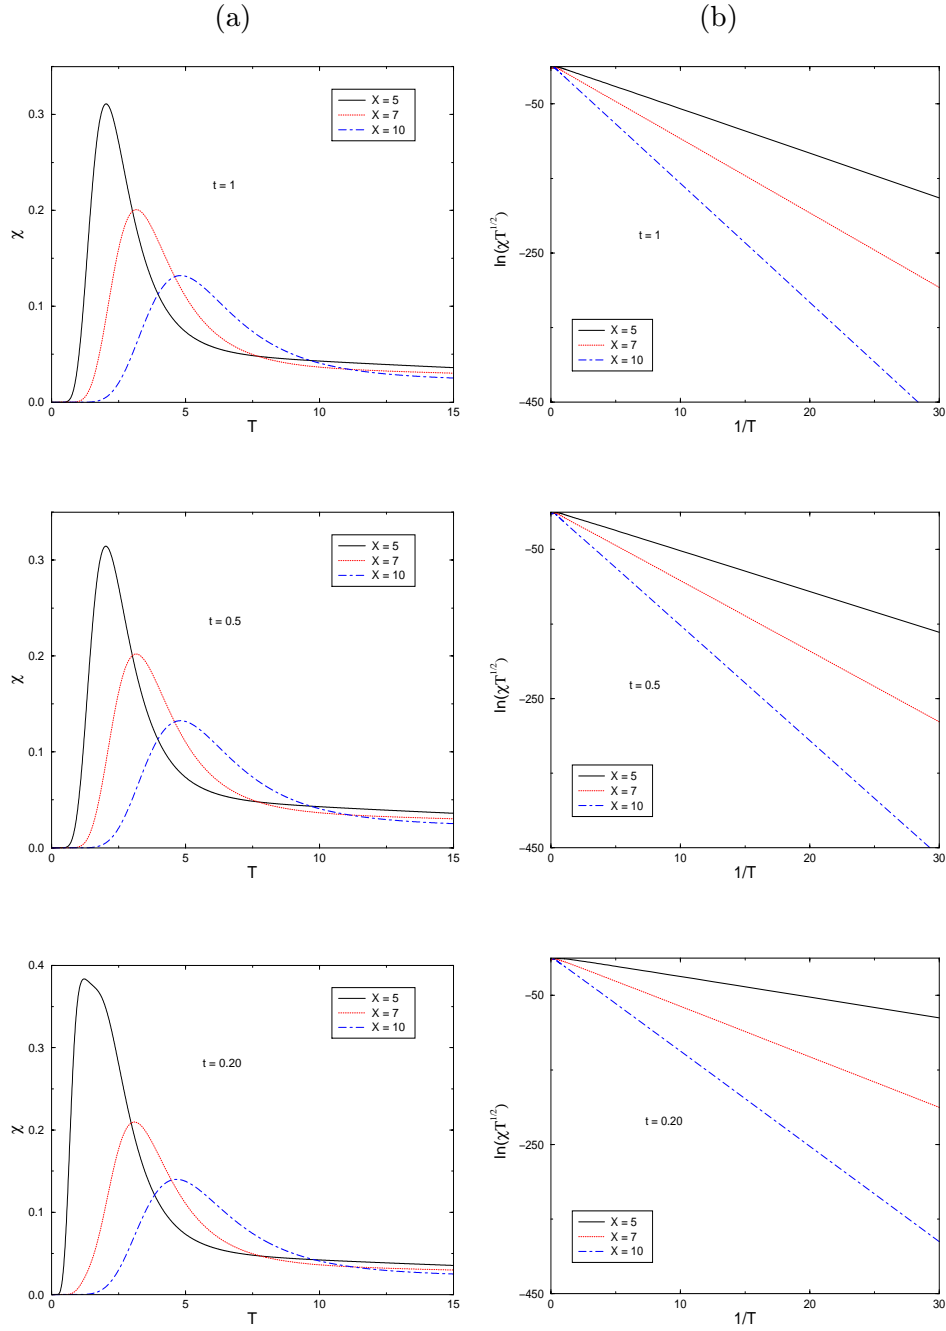 (a)
(b)
0.3
0.2
0.1
0.0
χ
0
5
10
15
T
X = 5
X = 7
X = 10
t = 1
−50
−250
−450
ln(χT^1/2)
0
10
20
30
1/T
t = 1
X = 5
X = 7
X = 10
0.3
0.2
0.1
0.0
χ
0
5
10
15
T
X = 5
X = 7
X = 10
t = 0.5
−50
−250
−450
ln(χT^1/2)
0
10
20
30
1/T
t = 0.5
X = 5
X = 7
X = 10
0.4
0.3
0.2
0.1
0.0
χ
0
5
10
15
T
X = 5
X = 7
X = 10
t = 0.20
−50
−250
−450
ln(χT^1/2)
0
10
20
30
1/T
t = 0.20
X = 5
X = 7
X = 10